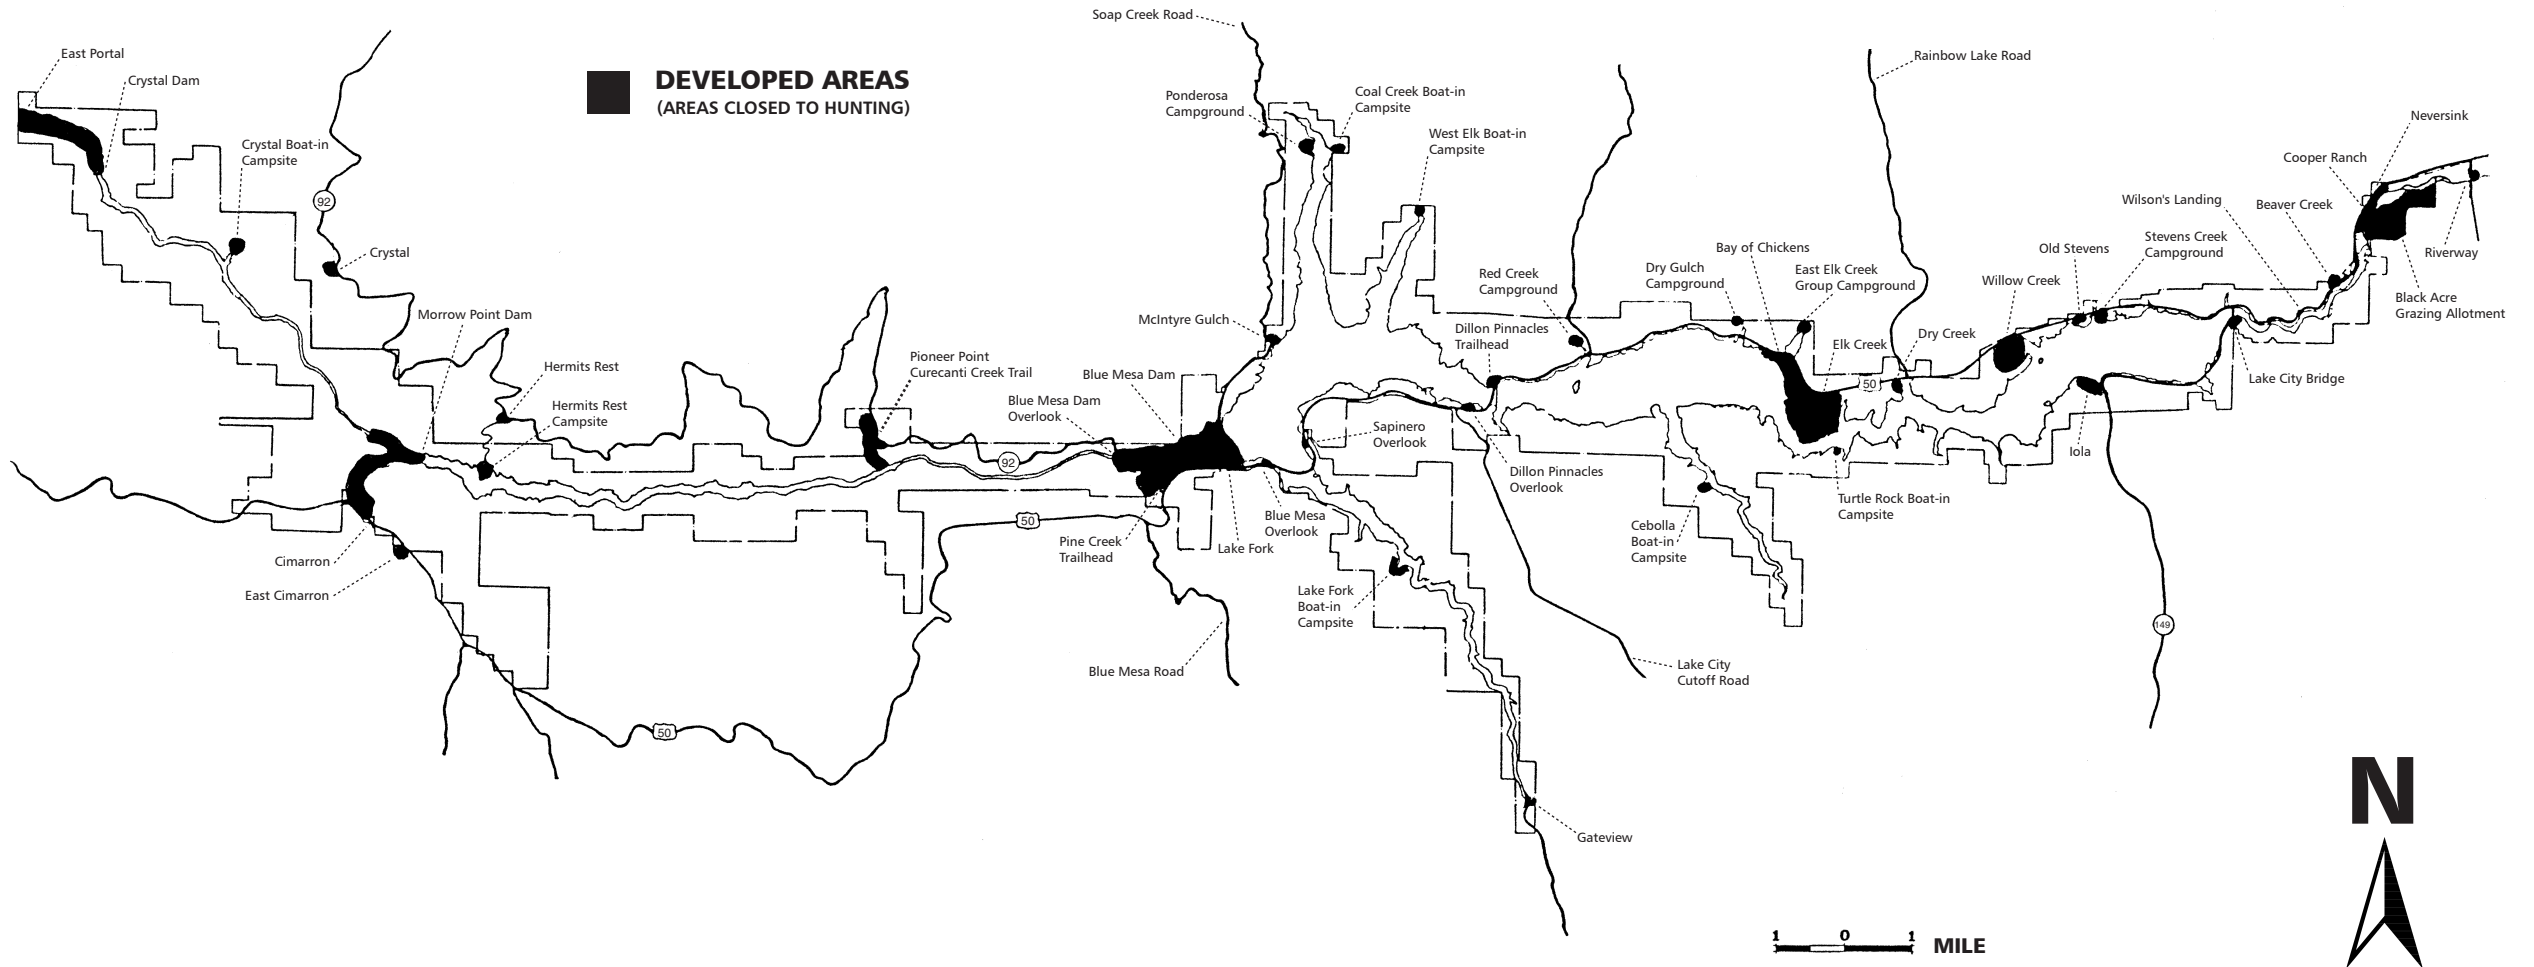 Soap Creek Road
East Portal
Crystal Dam
DEVELOPED AREAS
(AREAS CLOSED TO HUNTING)
Rainbow Lake Road
Ponderosa
Campground
Coal Creek Boat-in
Campsite
West Elk Boat-in
Campsite
Neversink
Cooper Ranch
Crystal Boat-in
Campsite
92
Crystal
Wilson's Landing
Beaver Creek
Stevens Creek
Campground
Old Stevens
Bay of Chickens
Dry Gulch
Campground
East Elk Creek
Group Campground
Red Creek
Campground
Willow Creek
Riverway
Black Acre
Grazing Allotment
Morrow Point Dam
McIntyre Gulch
Dillon Pinnacles
Trailhead
Elk Creek
Dry Creek
50
Lake City Bridge
Hermits Rest
Hermits Rest
Campsite
Pioneer Point
Curecanti Creek Trail
Blue Mesa Dam
Blue Mesa Dam
Overlook
92
Sapinero
Overlook
Dillon Pinnacles
Overlook
Iola
Turtle Rock Boat-in
Campsite
Cebolla
Boat-in
Campsite
50
Pine Creek
Trailhead
Lake Fork
Blue Mesa
Overlook
Cimarron
East Cimarron
Lake Fork
Boat-in
Campsite
149
Blue Mesa Road
Lake City
Cutoff Road
50
Gateview
N
1 0 1 MILE